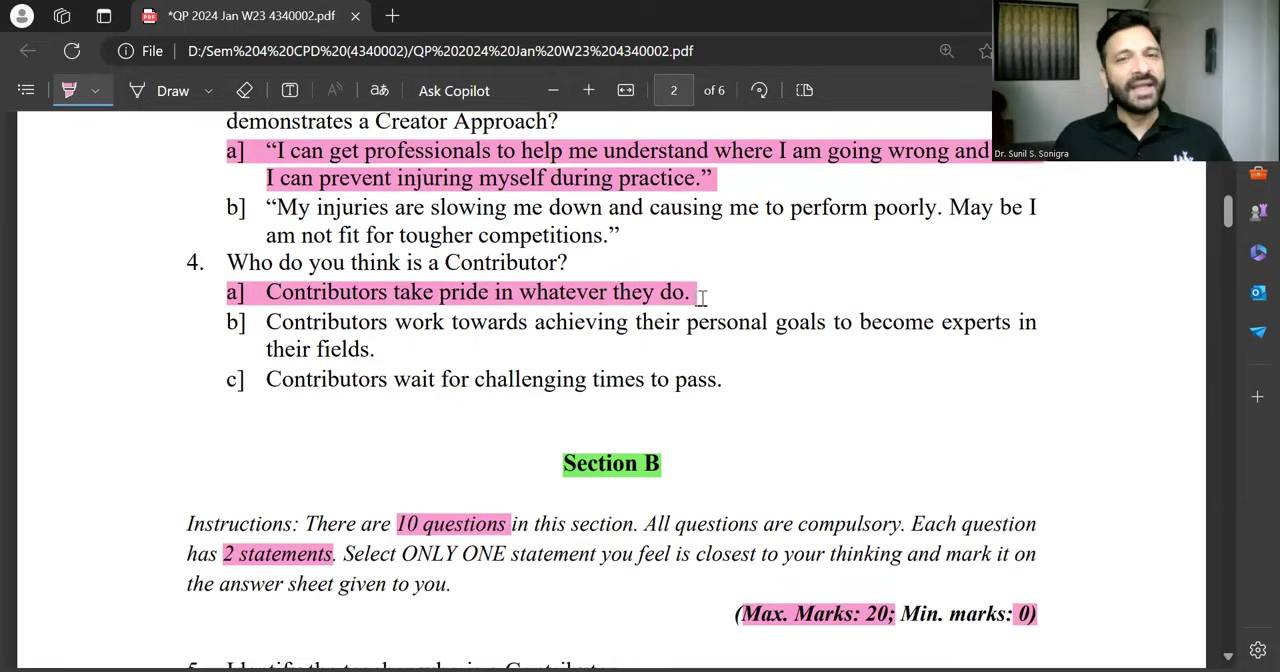 *QP 2024 Jan W23 4340002.pdf
File D:/Sem%204%20CPD%20(4340002)/QP%202024%20Jan%20W23%204340002.pdf
Draw aあ Ask Copilot 2 of 6
Dr. Sunil S. Sonigra
demonstrates a Creator Approach?
a] “I can get professionals to help me understand where I am going wrong and
I can prevent injuring myself during practice.”
b] “My injuries are slowing me down and causing me to perform poorly. May be I
am not fit for tougher competitions.”
4. Who do you think is a Contributor?
a] Contributors take pride in whatever they do.
b] Contributors work towards achieving their personal goals to become experts in
their fields.
c] Contributors wait for challenging times to pass.
Section B
Instructions: There are 10 questions in this section. All questions are compulsory. Each question
has 2 statements. Select ONLY ONE statement you feel is closest to your thinking and mark it on
the answer sheet given to you.
(Max. Marks: 20; Min. marks: 0)